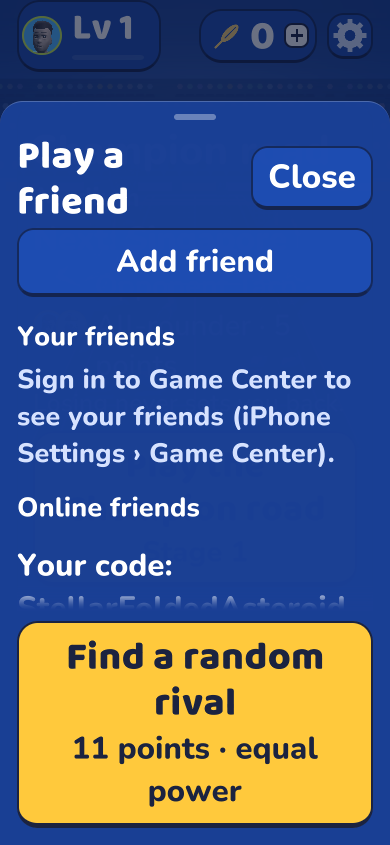 Lv 1
0
Play a
friend
Close
Add friend
Your friends
Sign in to Game Center to
see your friends (iPhone
Settings › Game Center).
Online friends
Your code:
StellarFoldedAsteroid
Find a random
rival
11 points · equal
power